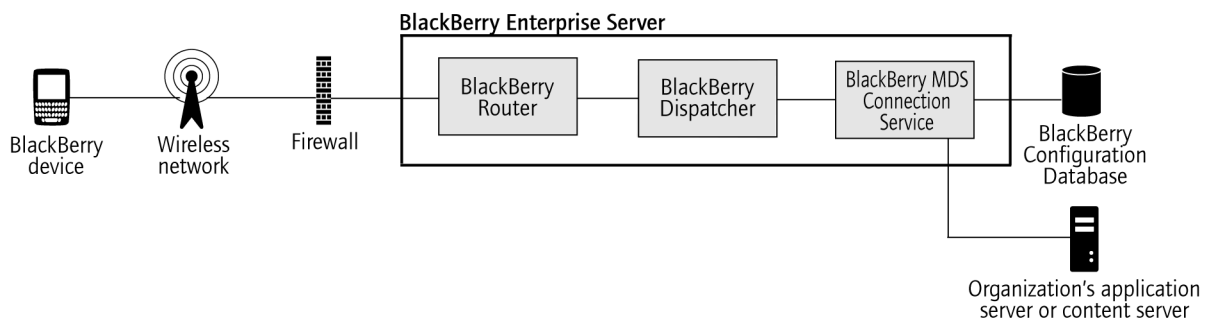 BlackBerry Enterprise Server
BlackBerry
device
Wireless
network
Firewall
BlackBerry
Router
BlackBerry
Dispatcher
BlackBerry MDS
Connection
Service
BlackBerry
Configuration
Database
Organization's application
server or content server